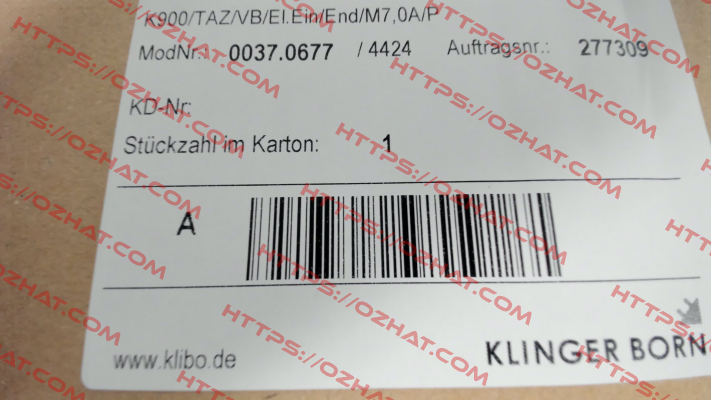 K900/TAZ/VB/El.Ein/End/M7,0A/P
ModNr.: 0037.0677 / 4424 Auftragsnr.: 277309
KD-Nr:
Stückzahl im Karton: 1
A
www.klibo.de
KLINGER BORN
HTTPS://OZHAT.COM